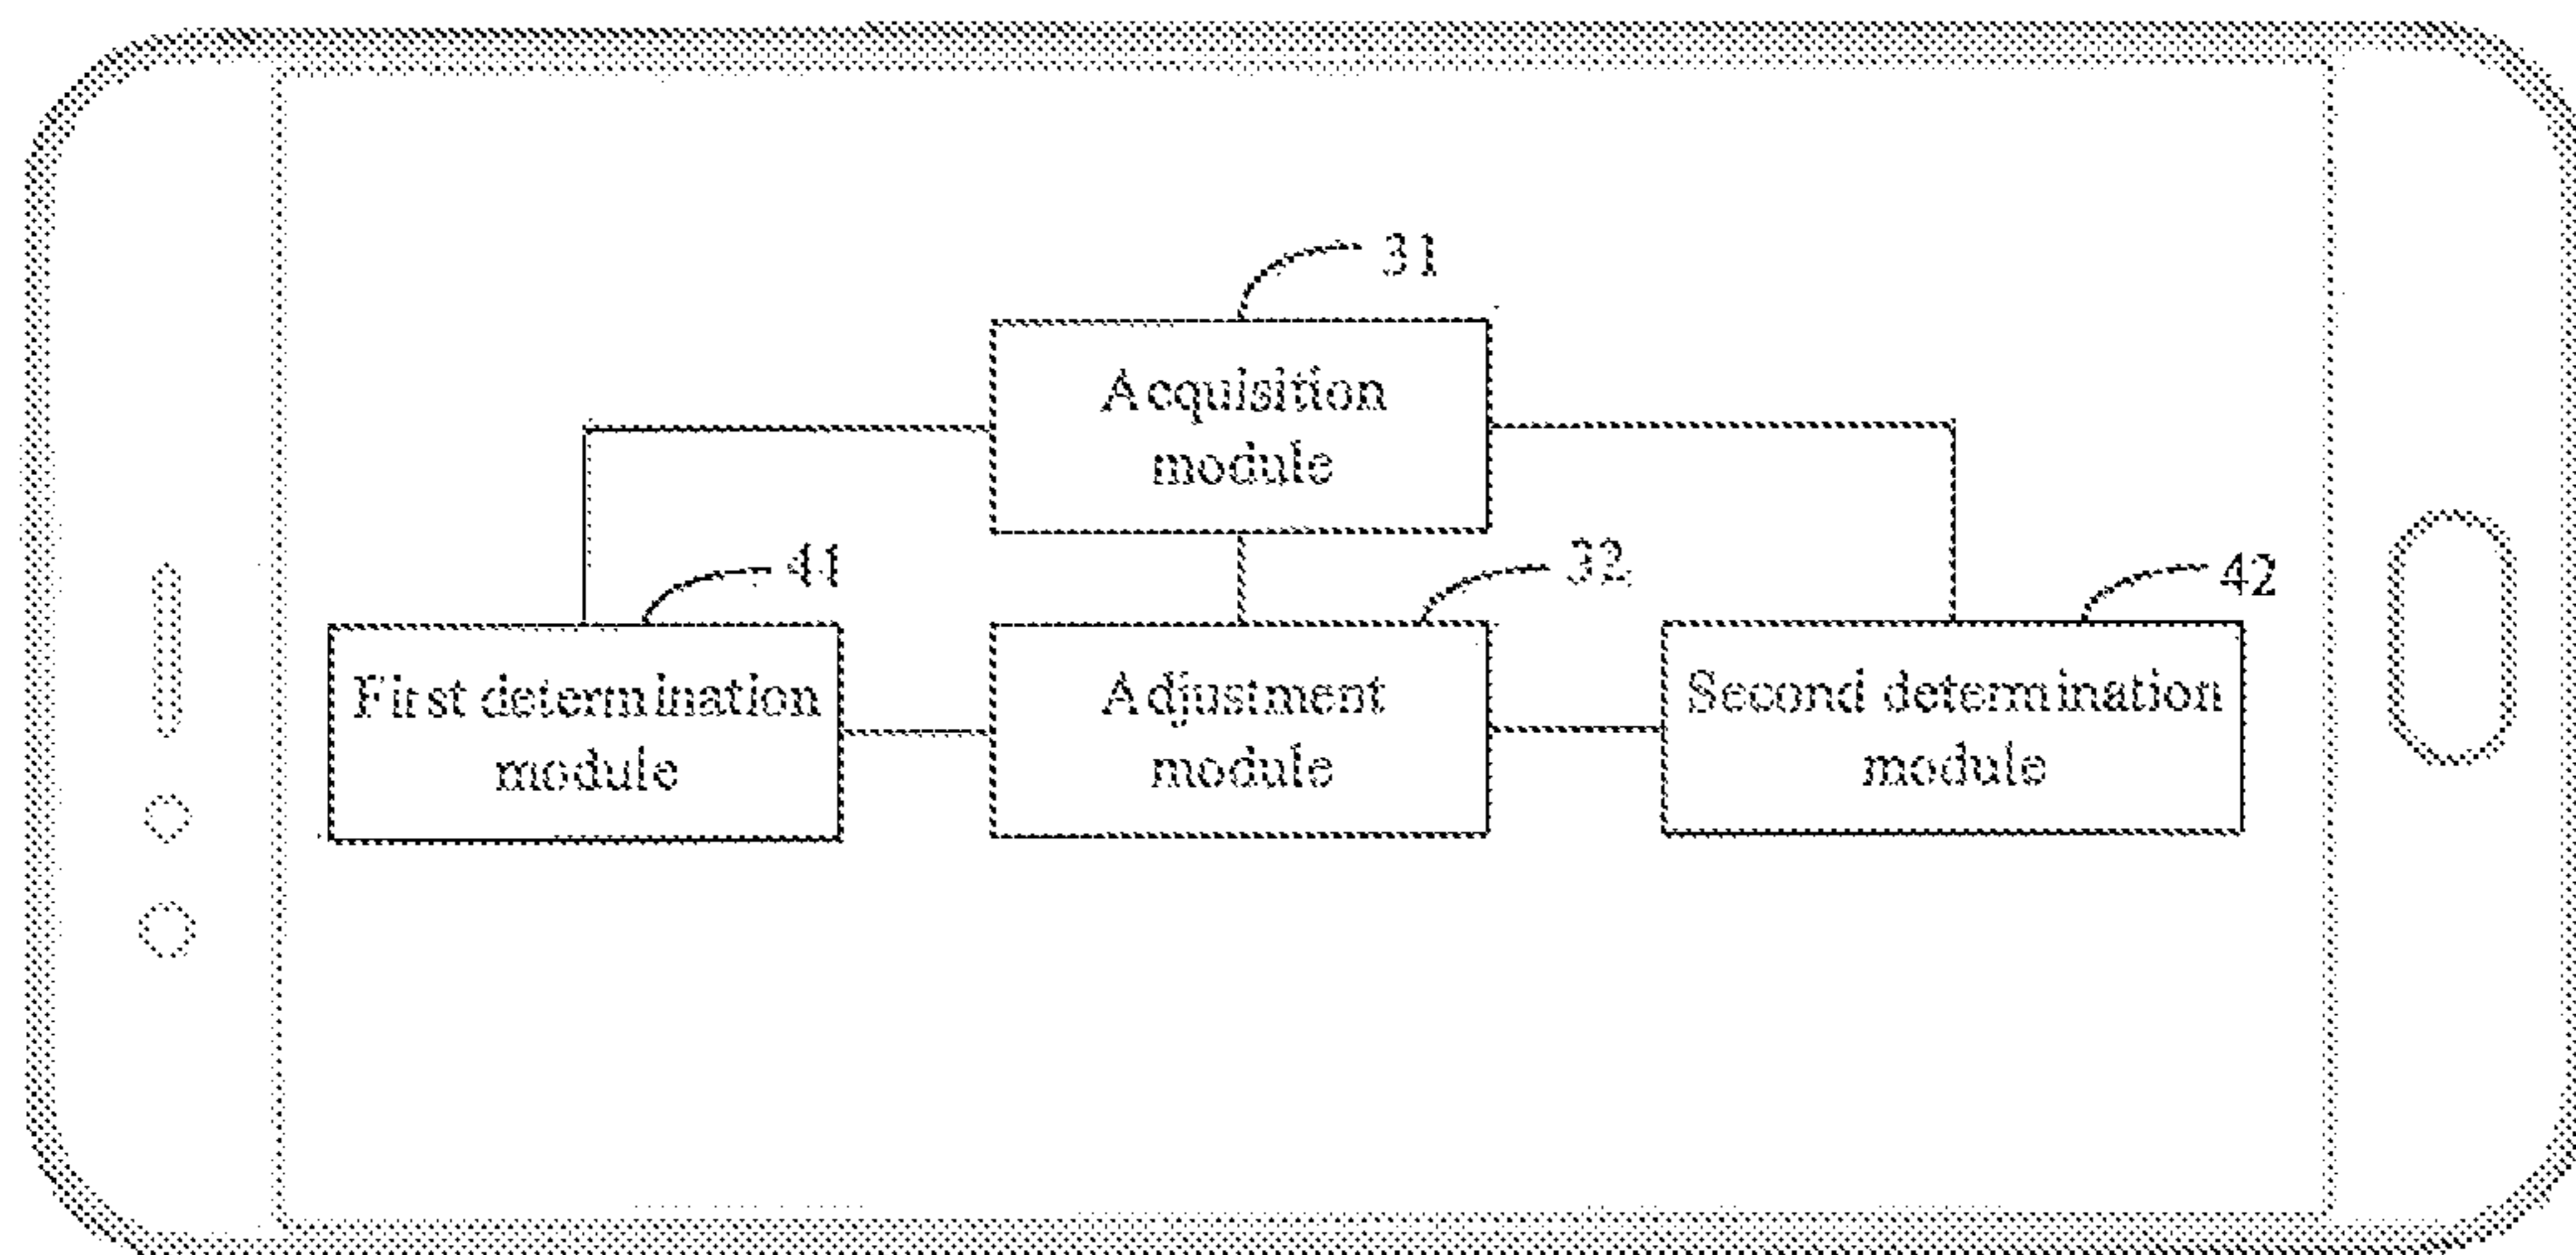 31
Acquisition
module
41
32
42
First determination
module
Adjustment
module
Second determination
module